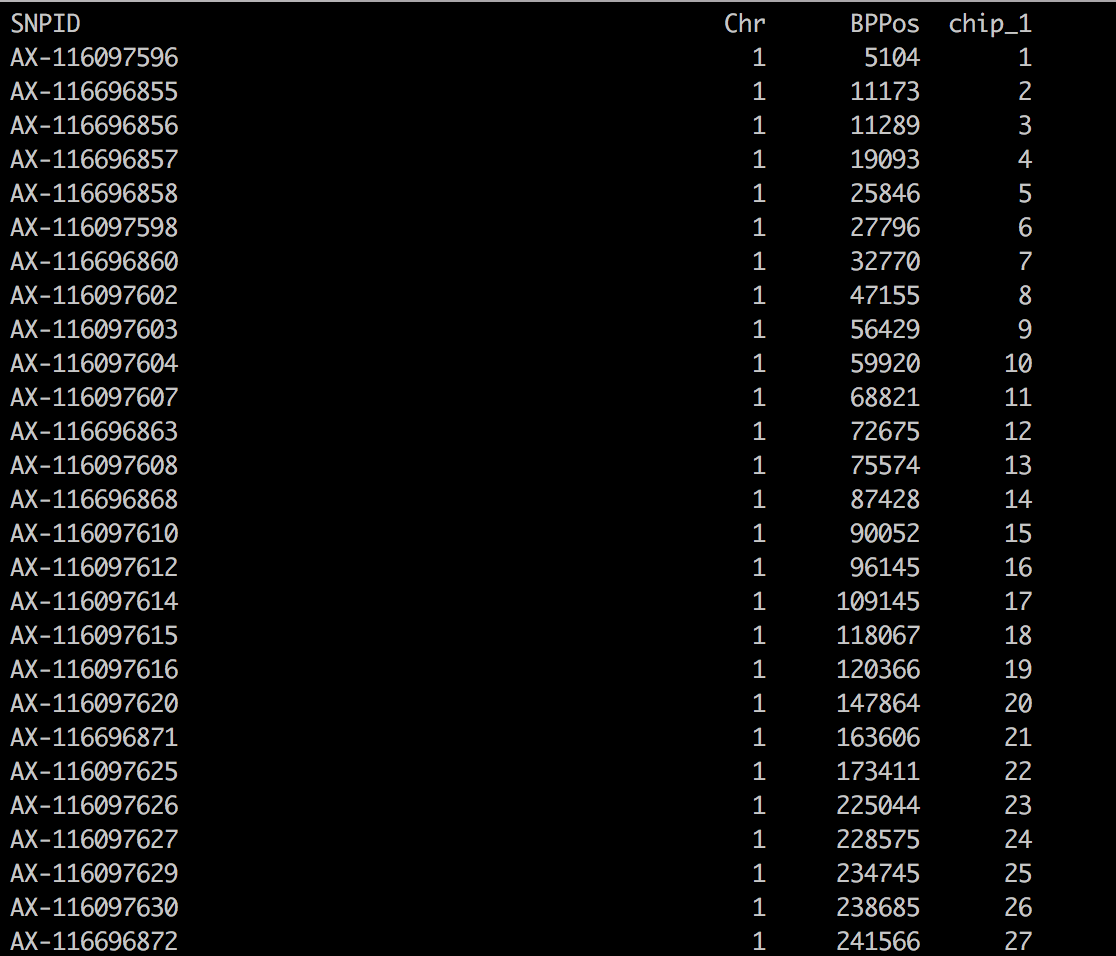 SNPID Chr BPPos chip_1
AX-116097596 1 5104 1
AX-116696855 1 11173 2
AX-116696856 1 11289 3
AX-116696857 1 19093 4
AX-116696858 1 25846 5
AX-116097598 1 27796 6
AX-116696860 1 32770 7
AX-116097602 1 47155 8
AX-116097603 1 56429 9
AX-116097604 1 59920 10
AX-116097607 1 68821 11
AX-116696863 1 72675 12
AX-116097608 1 75574 13
AX-116696868 1 87428 14
AX-116097610 1 90052 15
AX-116097612 1 96145 16
AX-116097614 1 109145 17
AX-116097615 1 118067 18
AX-116097616 1 120366 19
AX-116097620 1 147864 20
AX-116696871 1 163606 21
AX-116097625 1 173411 22
AX-116097626 1 225044 23
AX-116097627 1 228575 24
AX-116097629 1 234745 25
AX-116097630 1 238685 26
AX-116696872 1 241566 27